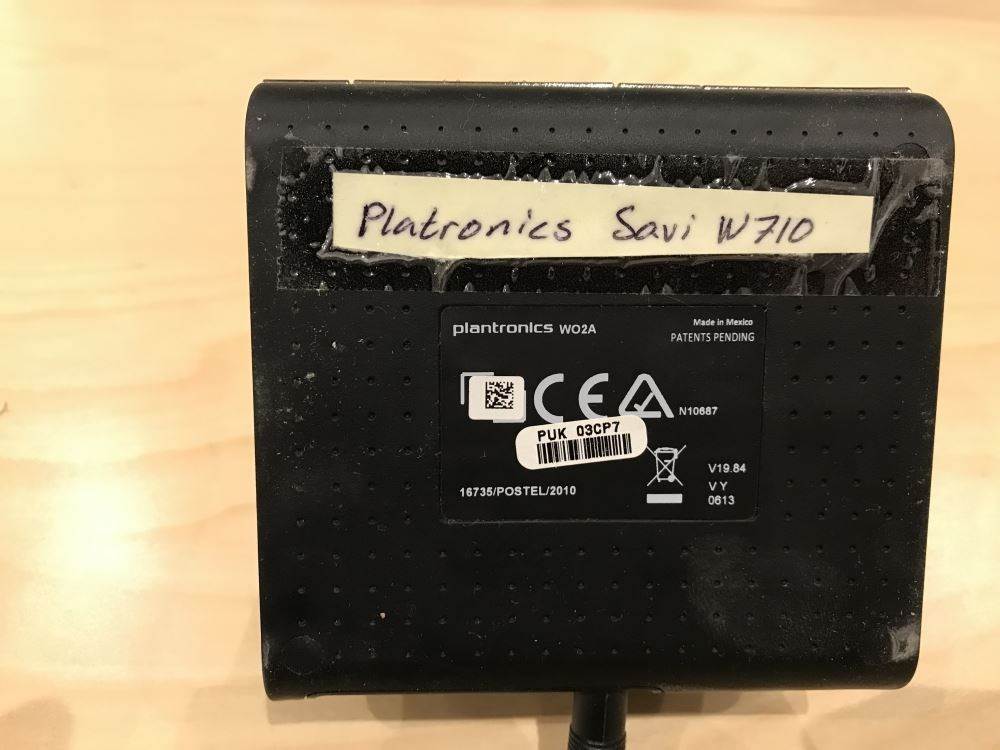 Platronics Savi W710
plantronics WO2A
Made in Mexico
PATENTS PENDING
CE
N10687
PUK 03CP7
16735/POSTEL/2010
V19.84
V Y
0613